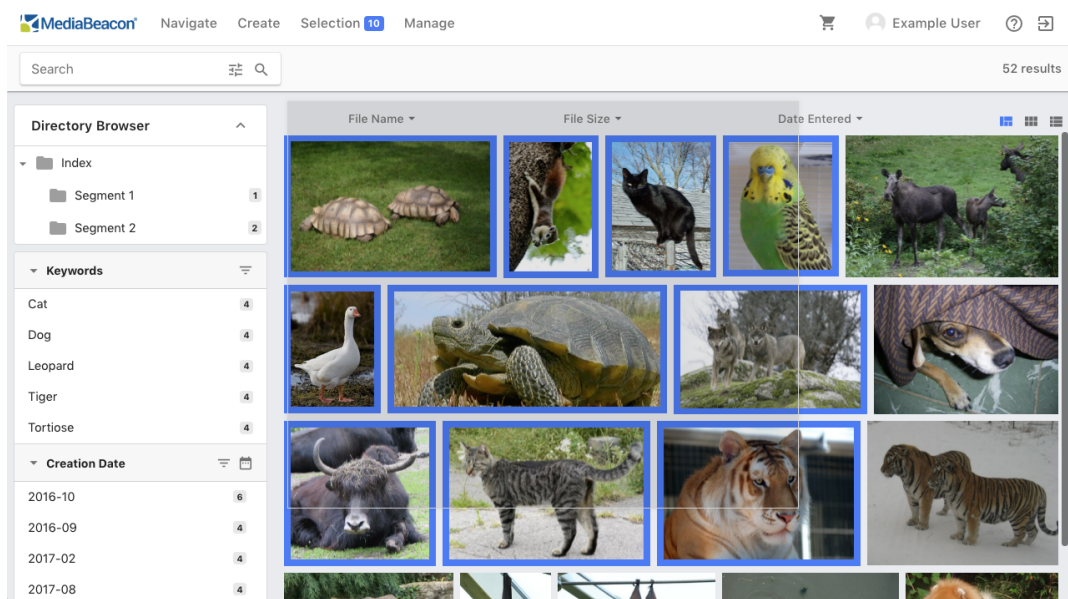 MediaBeacon® Navigate Create Selection 10 Manage Example User
Search 52 results
Directory Browser
Index
Segment 1 1
Segment 2 2
Keywords
Cat 4
Dog 4
Leopard 4
Tiger 4
Tortiose 4
Creation Date
2016-10 6
2016-09 4
2017-02 4
2017-08 4
File Name File Size Date Entered